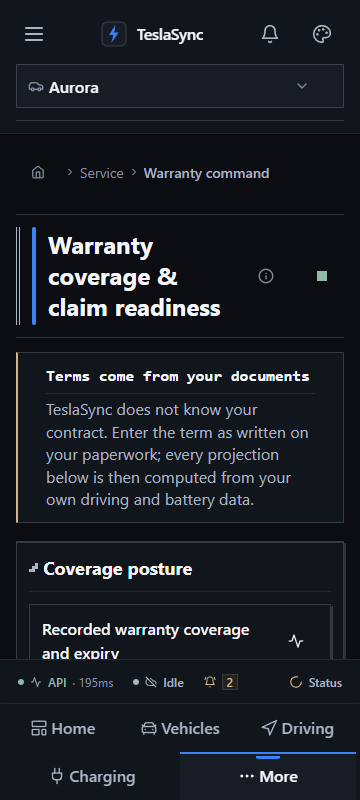 TeslaSync
Aurora
Service
Warranty command
Warranty
coverage &
claim readiness
Terms come from your documents
TeslaSync does not know your
contract. Enter the term as written on
your paperwork; every projection
below is then computed from your
own driving and battery data.
Coverage posture
Recorded warranty coverage
and expiry
API · 195ms
Idle
2
Status
Home
Vehicles
Driving
Charging
More